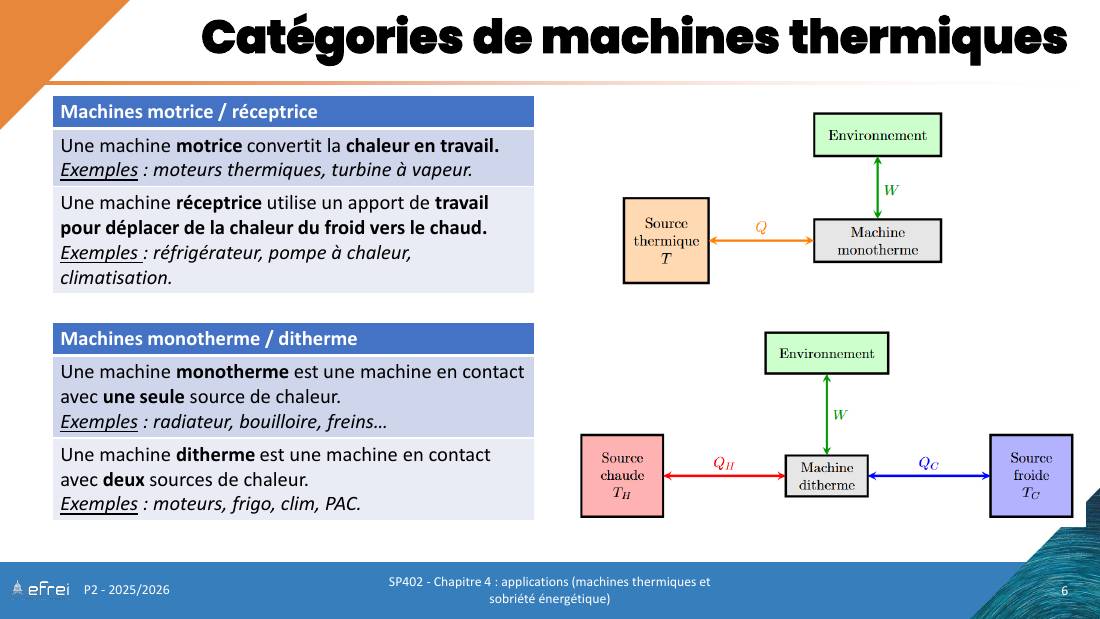 Catégories de machines thermiques
Machines motrice / réceptrice
Une machine motrice convertit la chaleur en travail.
Exemples : moteurs thermiques, turbine à vapeur.
Une machine réceptrice utilise un apport de travail
pour déplacer de la chaleur du froid vers le chaud.
Exemples : réfrigérateur, pompe à chaleur,
climatisation.
Environnement
W
Source
thermique
T
Q
Machine
monotherme
Machines monotherme / ditherme
Une machine monotherme est une machine en contact
avec une seule source de chaleur.
Exemples : radiateur, bouilloire, freins…
Une machine ditherme est une machine en contact
avec deux sources de chaleur.
Exemples : moteurs, frigo, clim, PAC.
Environnement
W
Source
chaude
T_H
Q_H
Machine
ditherme
Q_C
Source
froide
T_C
efrei
P2 - 2025/2026
SP402 - Chapitre 4 : applications (machines thermiques et
sobriété énergétique)
6